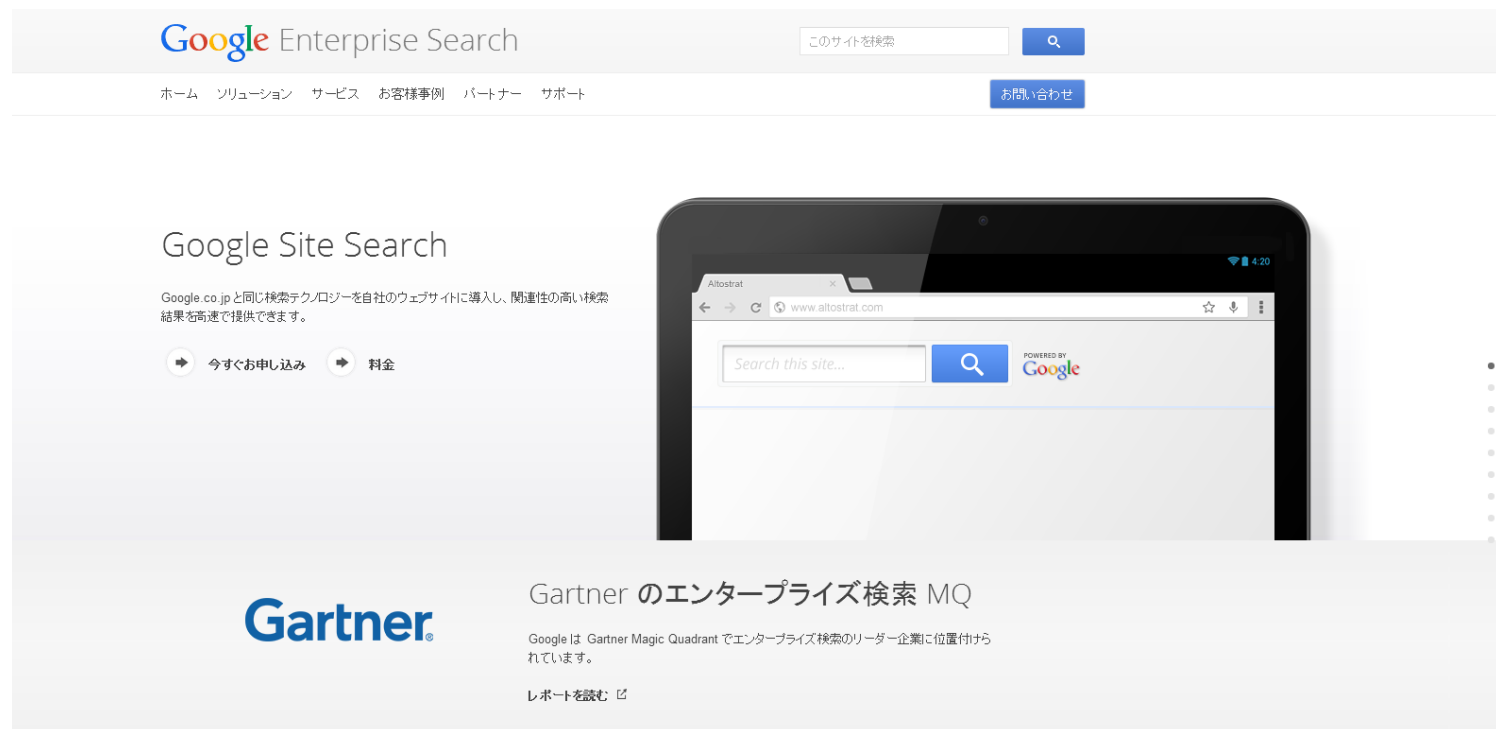 Google Enterprise Search
このサイトを検索
ホーム ソリューション サービス お客様事例 パートナー サポート
お問い合わせ
Google Site Search
Google.co.jp と同じ検索テクノロジーを自社のウェブサイトに導入し、関連性の高い検索
結果を高速で提供できます。
今すぐお申し込み 料金
4:20
Altostrat
www.altostrat.com
Search this site...
POWERED BY
Google
Gartner
Gartner のエンタープライズ検索 MQ
Google は Gartner Magic Quadrant でエンタープライズ検索のリーダー企業に位置付けら
れています。
レポートを読む